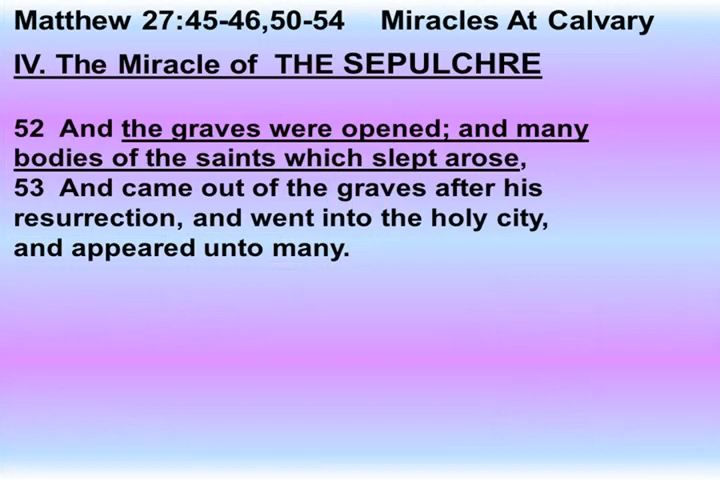 Matthew 27:45-46,50-54 Miracles At Calvary
IV. The Miracle of THE SEPULCHRE
52 And the graves were opened; and many
bodies of the saints which slept arose,
53 And came out of the graves after his
resurrection, and went into the holy city,
and appeared unto many.